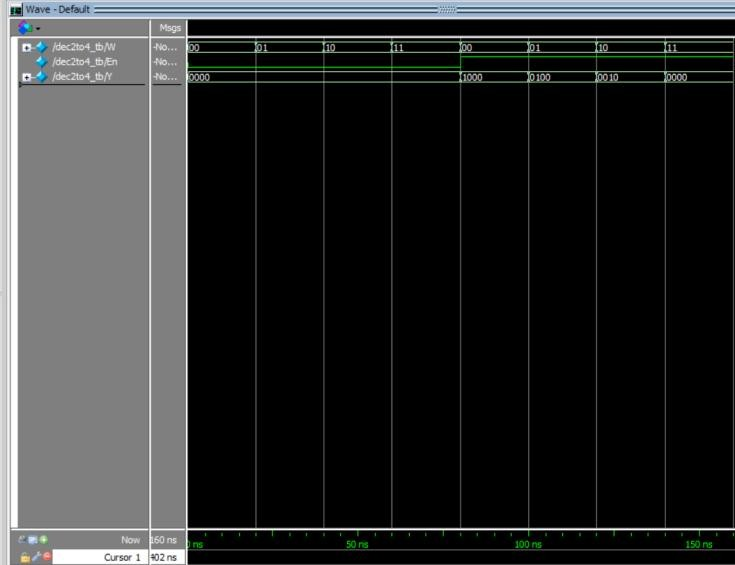 Wave - Default
Msgs
/dec2to4_tb/W -No... 00 01 10 11 00 01 10 11
/dec2to4_tb/En -No...
/dec2to4_tb/Y -No... 0000 1000 0100 0010 0000
Now 160 ns 0 ns 50 ns 100 ns 150 ns
Cursor 1 402 ns